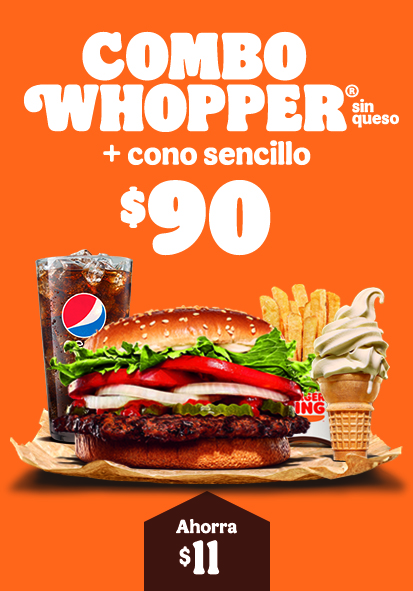 COMBO
WHOPPER® sin queso
+ cono sencillo
$90
Ahorra
$11